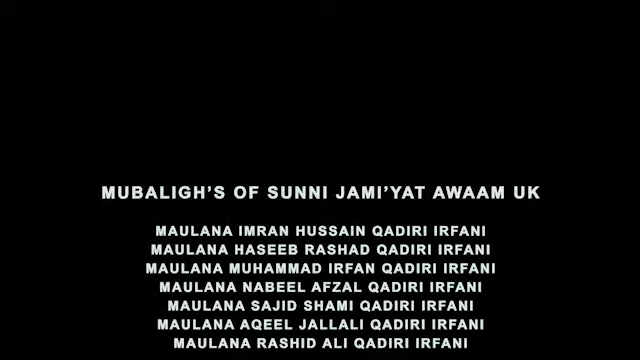 MUBALIGH'S OF SUNNI JAMI'YAT AWAAM UK
MAULANA IMRAN HUSSAIN QADIRI IRFANI
MAULANA HASEEB RASHAD QADIRI IRFANI
MAULANA MUHAMMAD IRFAN QADIRI IRFANI
MAULANA NABEEL AFZAL QADIRI IRFANI
MAULANA SAJID SHAMI QADIRI IRFANI
MAULANA AQEEL JALLALI QADIRI IRFANI
MAULANA RASHID ALI QADIRI IRFANI